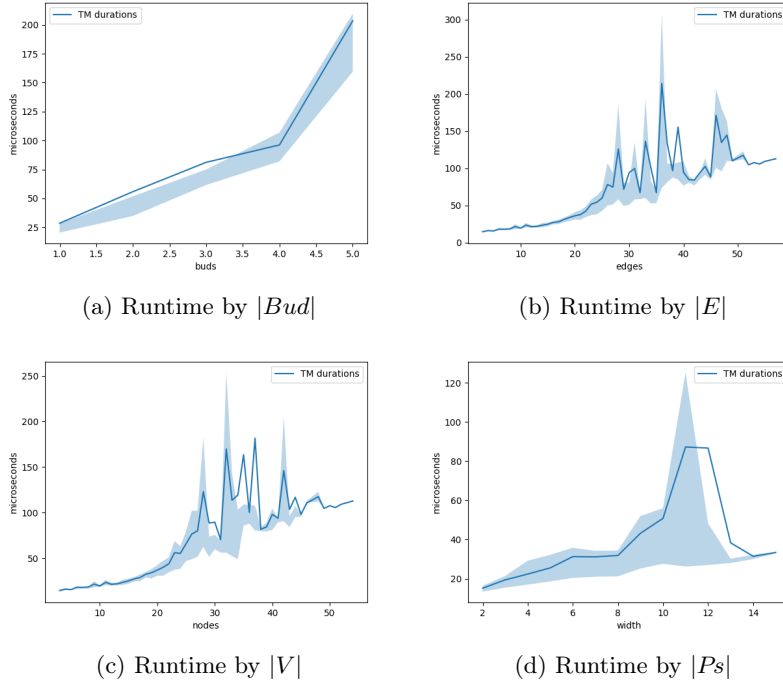 TM durations
microseconds
200
175
150
125
100
75
50
25
1.0 1.5 2.0 2.5 3.0 3.5 4.0 4.5 5.0
buds
(a) Runtime by |Bud|
TM durations
microseconds
300
250
200
150
100
50
0
10 20 30 40 50
edges
(b) Runtime by |E|
TM durations
microseconds
250
200
150
100
50
10 20 30 40 50
nodes
(c) Runtime by |V|
TM durations
microseconds
120
100
80
60
40
20
2 4 6 8 10 12 14
width
(d) Runtime by |Ps|